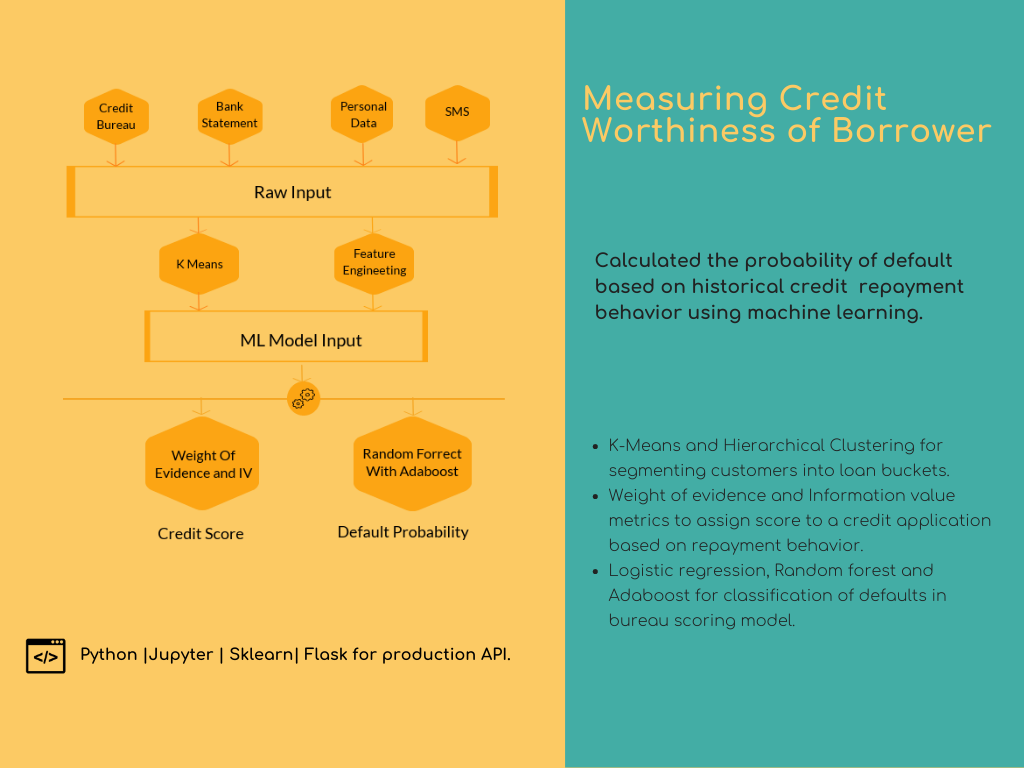 Credit
Bureau
Bank
Statement
Personal
Data
SMS
Raw Input
K Means
Feature
Engineeting
ML Model Input
Weight Of
Evidence and IV
Random Forrect
With Adaboost
Credit Score
Default Probability
</> Python |Jupyter | Sklearn| Flask for production API.
Measuring Credit
Worthiness of Borrower
Calculated the probability of default
based on historical credit  repayment
behavior using machine learning.
• K-Means and Hierarchical Clustering for
segmenting customers into loan buckets.
• Weight of evidence and Information value
metrics to assign score to a credit application
based on repayment behavior.
• Logistic regression, Random forest and
Adaboost for classification of defaults in
bureau scoring model.